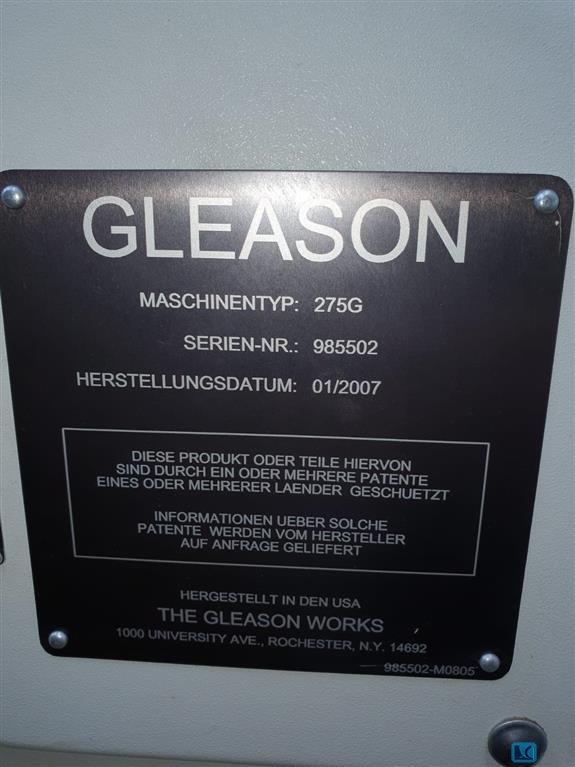 GLEASON
MASCHINENTYP: 275G
SERIEN-NR.: 985502
HERSTELLUNGSDATUM: 01/2007
DIESE PRODUKT ODER TEILE HIERVON
SIND DURCH EIN ODER MEHRERE PATENTE
EINES ODER MEHRERER LAENDER GESCHUETZT
INFORMATIONEN UEBER SOLCHE
PATENTE WERDEN VOM HERSTELLER
AUF ANFRAGE GELIEFERT
HERGESTELLT IN DEN USA
THE GLEASON WORKS
1000 UNIVERSITY AVE., ROCHESTER, N.Y. 14692
985502-M0805